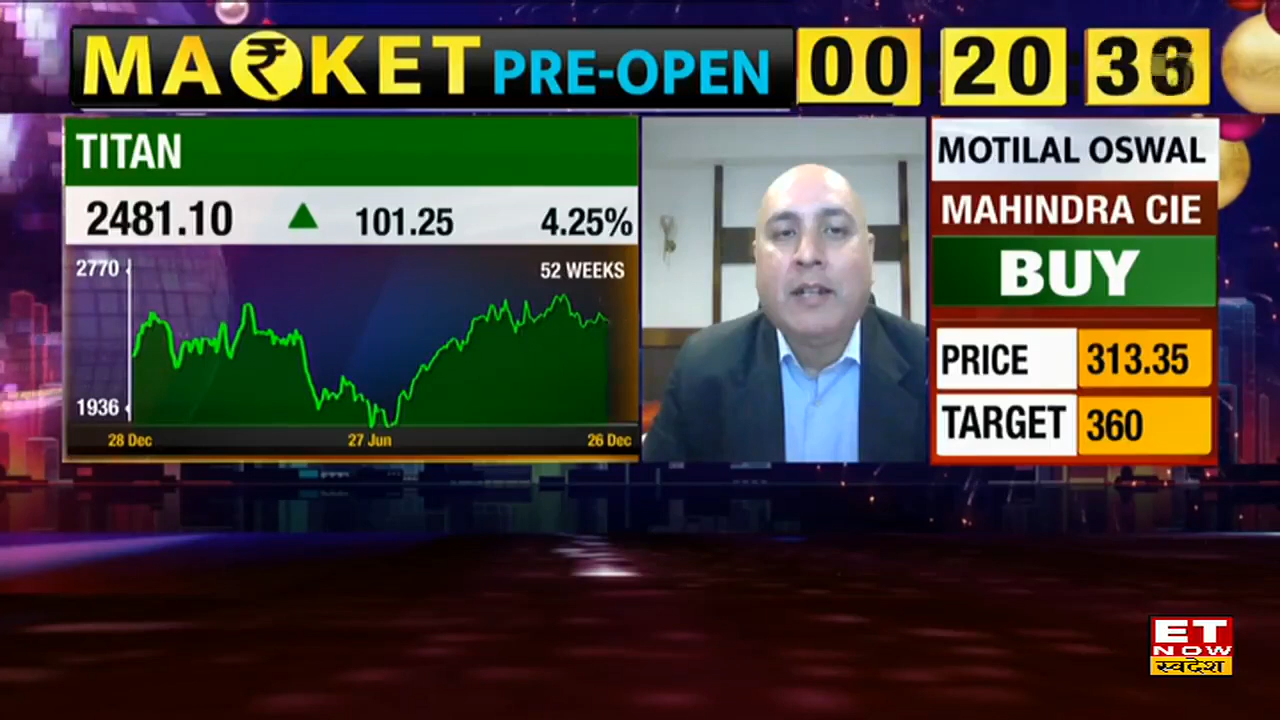 MA₹KET PRE-OPEN 00 20 36
TITAN
2481.10 ▲ 101.25 4.25%
2770
52 WEEKS
1936
28 Dec 27 Jun 26 Dec
MOTILAL OSWAL
MAHINDRA CIE
BUY
PRICE 313.35
TARGET 360
ET
NOW
स्वदेश